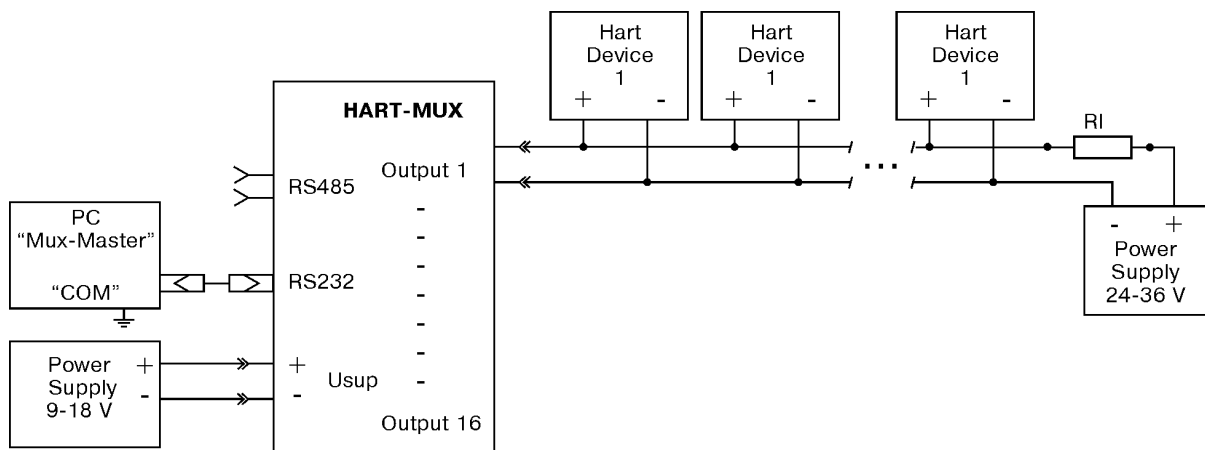 Hart
Device
1
+ -
Hart
Device
1
+ -
Hart
Device
1
+ -
RI
HART-MUX
Output 1
RS485
-
-
-
-
-
-
-
PC
“Mux-Master”
“COM”
RS232
- +
Power
Supply
24-36 V
Power
Supply
9-18 V
+
-
+
-
Usup
Output 16
...